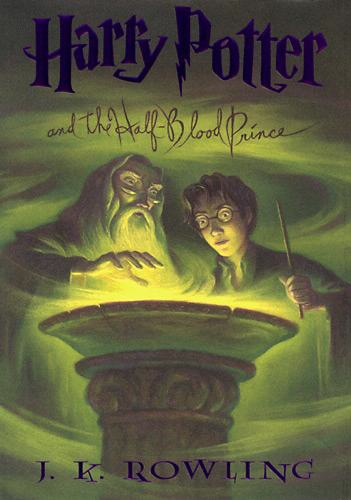 Harry Potter
and the Half-Blood Prince
J. K. ROWLING